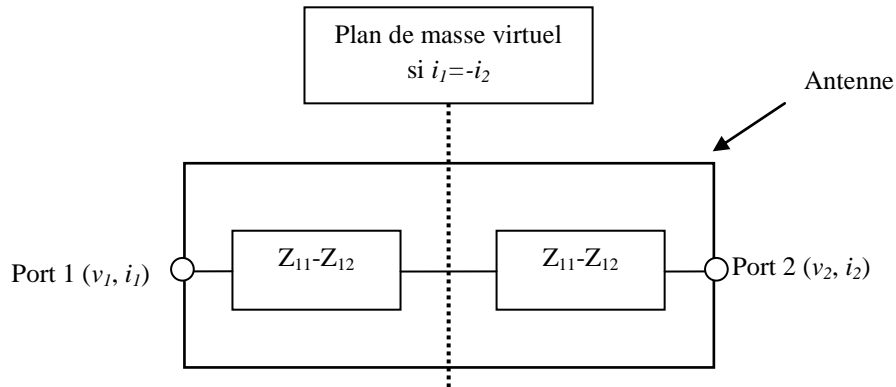 Plan de masse virtuel
si i₁=-i₂
Antenne
Z₁₁-Z₁₂
Z₁₁-Z₁₂
Port 1 (v₁, i₁)
Port 2 (v₂, i₂)